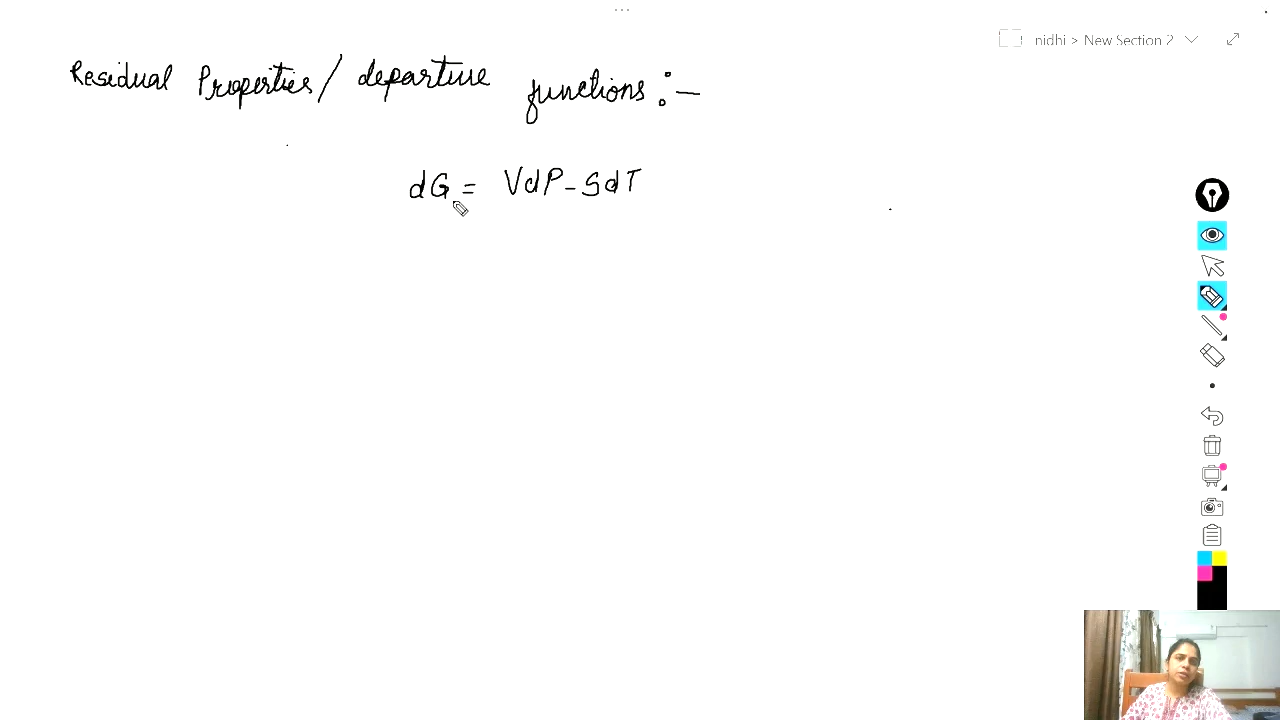 nidhi > New Section 2
Residual Properties/ departure functions :-
dG = VdP - SdT